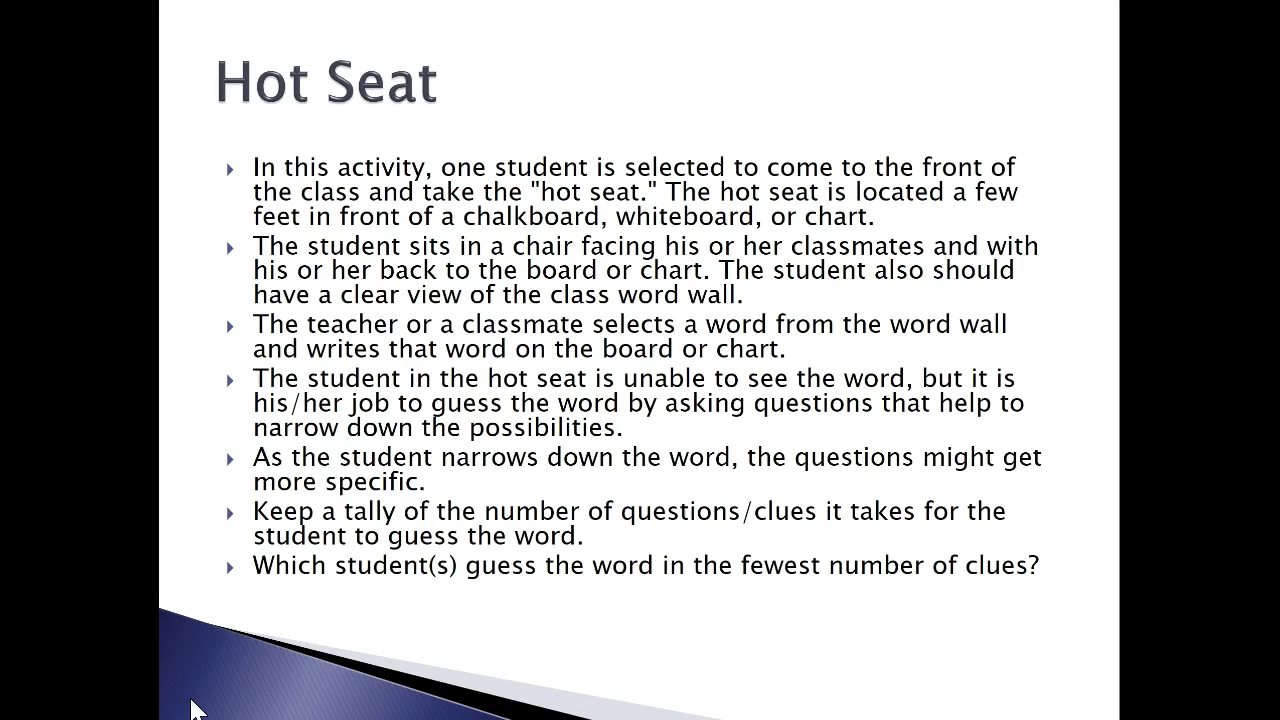 Hot Seat
In this activity, one student is selected to come to the front of
the class and take the "hot seat." The hot seat is located a few
feet in front of a chalkboard, whiteboard, or chart.
The student sits in a chair facing his or her classmates and with
his or her back to the board or chart. The student also should
have a clear view of the class word wall.
The teacher or a classmate selects a word from the word wall
and writes that word on the board or chart.
The student in the hot seat is unable to see the word, but it is
his/her job to guess the word by asking questions that help to
narrow down the possibilities.
As the student narrows down the word, the questions might get
more specific.
Keep a tally of the number of questions/clues it takes for the
student to guess the word.
Which student(s) guess the word in the fewest number of clues?